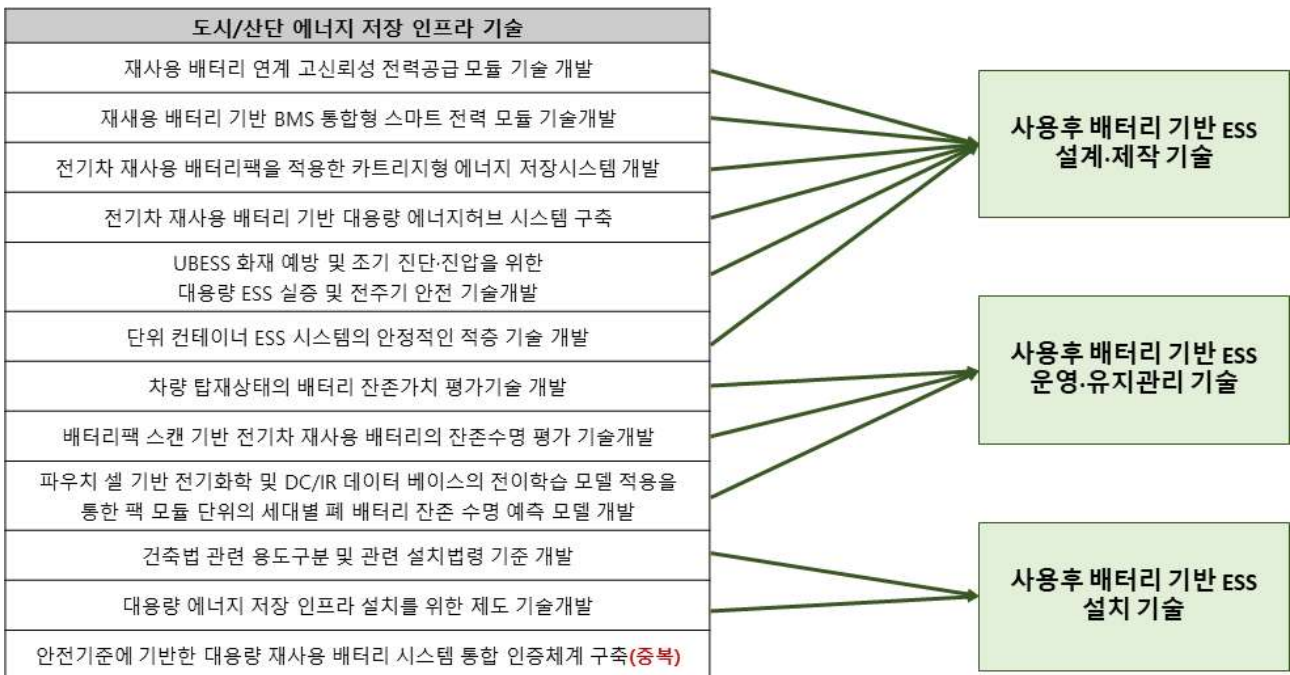 도시/산단 에너지 저장 인프라 기술
재사용 배터리 연계 고신뢰성 전력공급 모듈 기술 개발
재새용 배터리 기반 BMS 통합형 스마트 전력 모듈 기술개발
전기차 재사용 배터리팩을 적용한 카트리지형 에너지 저장시스템 개발
전기차 재사용 배터리 기반 대용량 에너지허브 시스템 구축
UBESS 화재 예방 및 조기 진단·진압을 위한
대용량 ESS 실증 및 전주기 안전 기술개발
단위 컨테이너 ESS 시스템의 안정적인 적층 기술 개발
차량 탑재상태의 배터리 잔존가치 평가기술 개발
배터리팩 스캔 기반 전기차 재사용 배터리의 잔존수명 평가 기술개발
파우치 셀 기반 전기화학 및 DC/IR 데이터 베이스의 전이학습 모델 적용을
통한 팩 모듈 단위의 세대별 폐 배터리 잔존 수명 예측 모델 개발
건축법 관련 용도구분 및 관련 설치법령 기준 개발
대용량 에너지 저장 인프라 설치를 위한 제도 기술개발
안전기준에 기반한 대용량 재사용 배터리 시스템 통합 인증체계 구축(중복)
사용후 배터리 기반 ESS
설계·제작 기술
사용후 배터리 기반 ESS
운영·유지관리 기술
사용후 배터리 기반 ESS
설치 기술